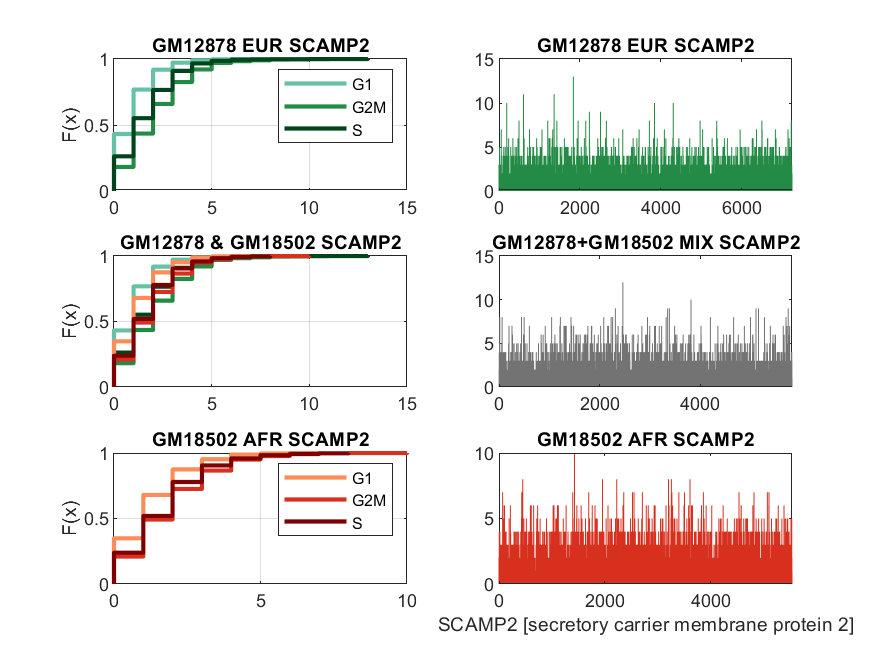 GM12878 EUR SCAMP2
1
0.5
0
F(x)
0 5 10 15
G1
G2M
S
GM12878 EUR SCAMP2
15
10
5
0
0 2000 4000 6000
GM12878 & GM18502 SCAMP2
1
0.5
0
F(x)
0 5 10 15
GM12878+GM18502 MIX SCAMP2
15
10
5
0
0 2000 4000
GM18502 AFR SCAMP2
1
0.5
0
F(x)
0 5 10
G1
G2M
S
GM18502 AFR SCAMP2
10
5
0
0 2000 4000
SCAMP2 [secretory carrier membrane protein 2]